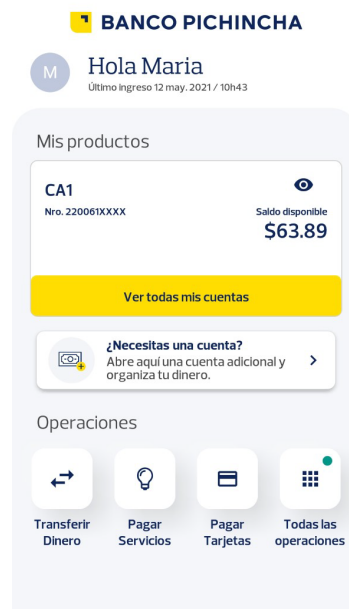 BANCO PICHINCHA
M
Hola Maria
Último ingreso 12 may. 2021 / 10h43
Mis productos
CA1
Nro. 220061XXXX
Saldo disponible
$63.89
Ver todas mis cuentas
¿Necesitas una cuenta?
Abre aquí una cuenta adicional y
organiza tu dinero.
Operaciones
Transferir
Dinero
Pagar
Servicios
Pagar
Tarjetas
Todas las
operaciones